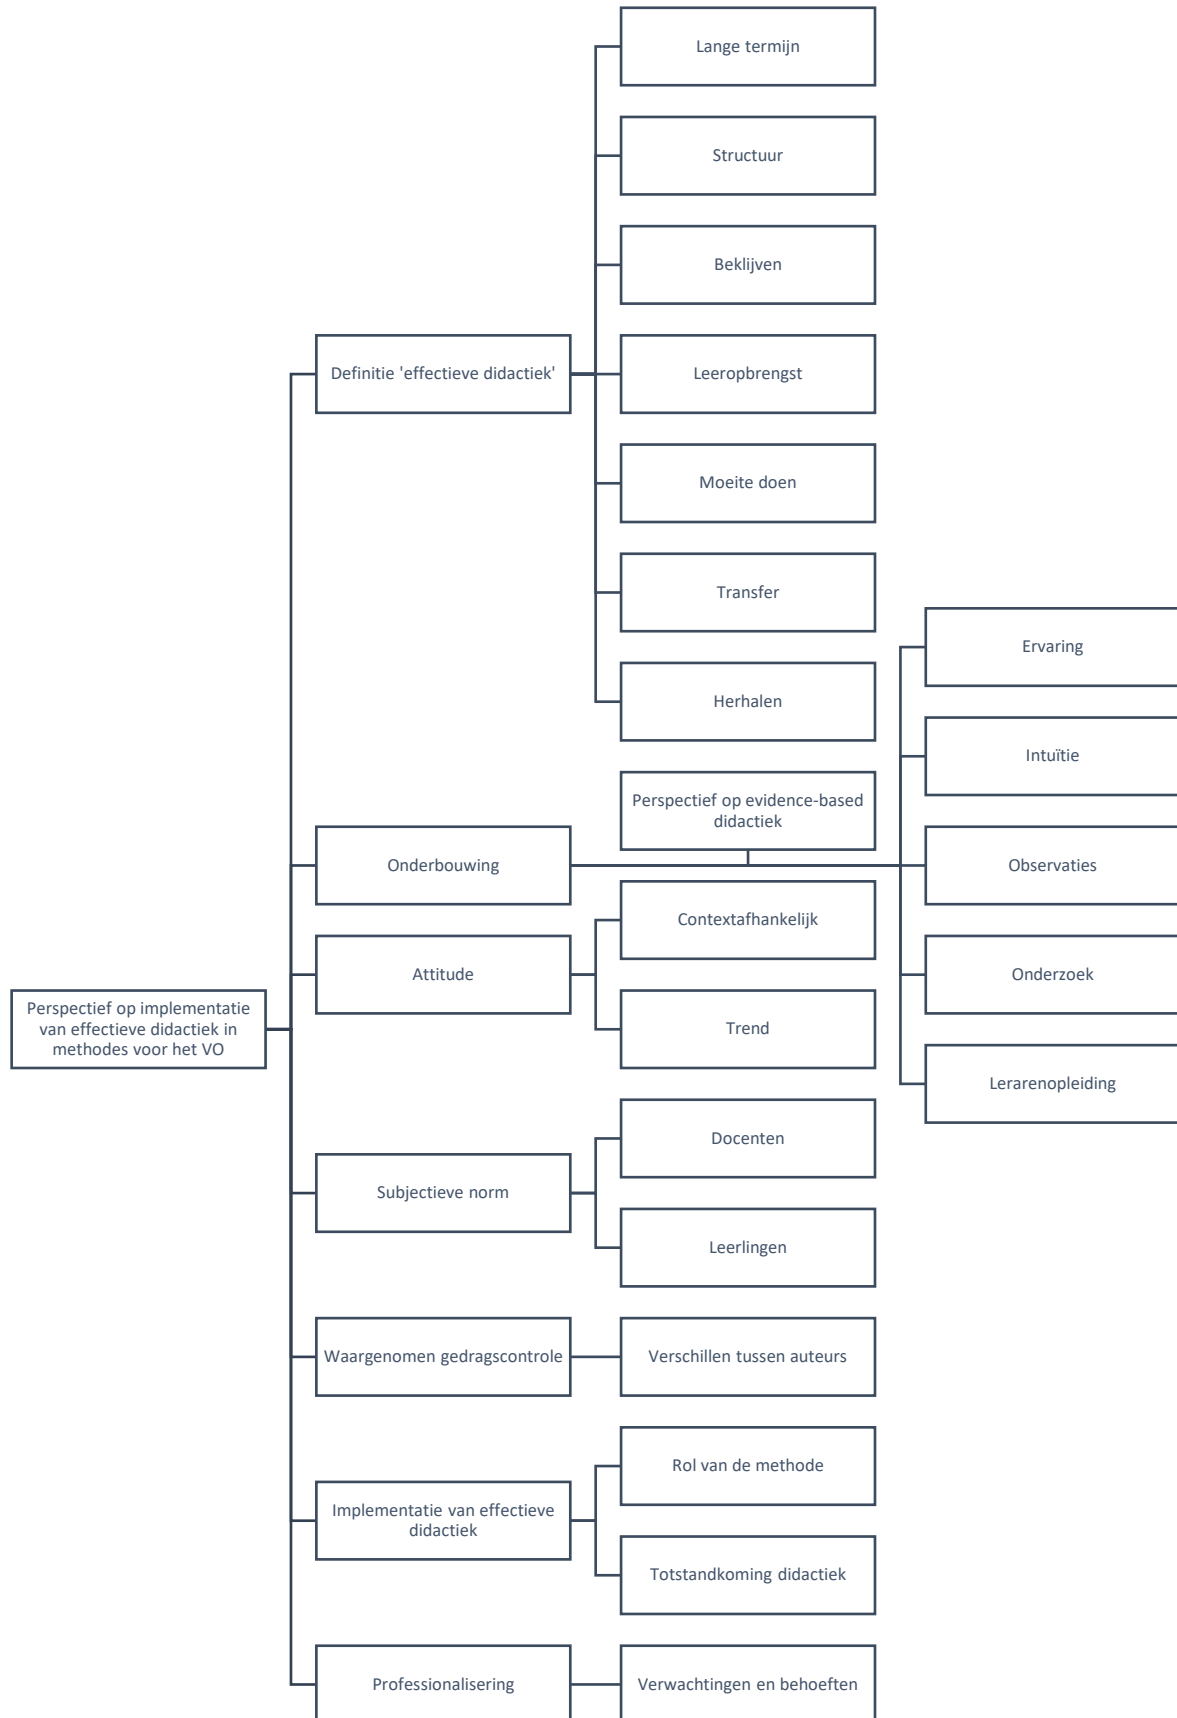 Lange termijn
Structuur
Beklijven
Definitie 'effectieve didactiek'
Leeropbrengst
Moeite doen
Transfer
Herhalen
Perspectief op evidence-based
didactiek
Onderbouwing
Ervaring
Intuïtie
Observaties
Onderzoek
Lerarenopleiding
Attitude
Contextafhankelijk
Trend
Perspectief op implementatie
van effectieve didactiek in
methodes voor het VO
Subjectieve norm
Docenten
Leerlingen
Waargenomen gedragscontrole
Verschillen tussen auteurs
Implementatie van effectieve
didactiek
Rol van de methode
Totstandkoming didactiek
Professionalisering
Verwachtingen en behoeften